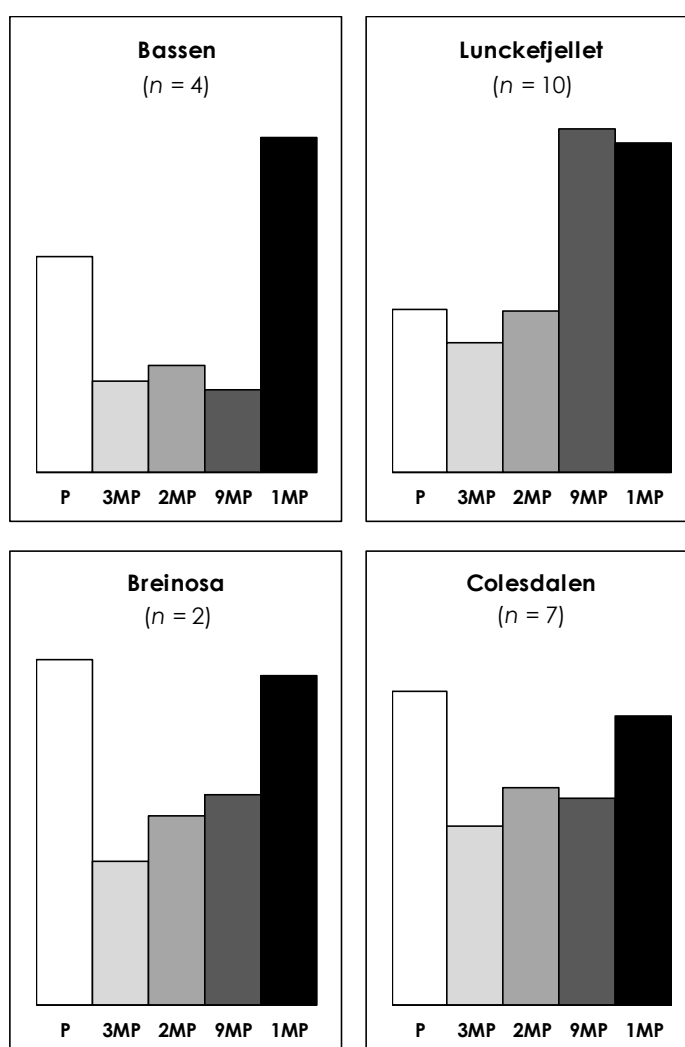 Bassen
(n = 4)
P 3MP 2MP 9MP 1MP
Lunckefjellet
(n = 10)
P 3MP 2MP 9MP 1MP
Breinosa
(n = 2)
P 3MP 2MP 9MP 1MP
Colesdalen
(n = 7)
P 3MP 2MP 9MP 1MP